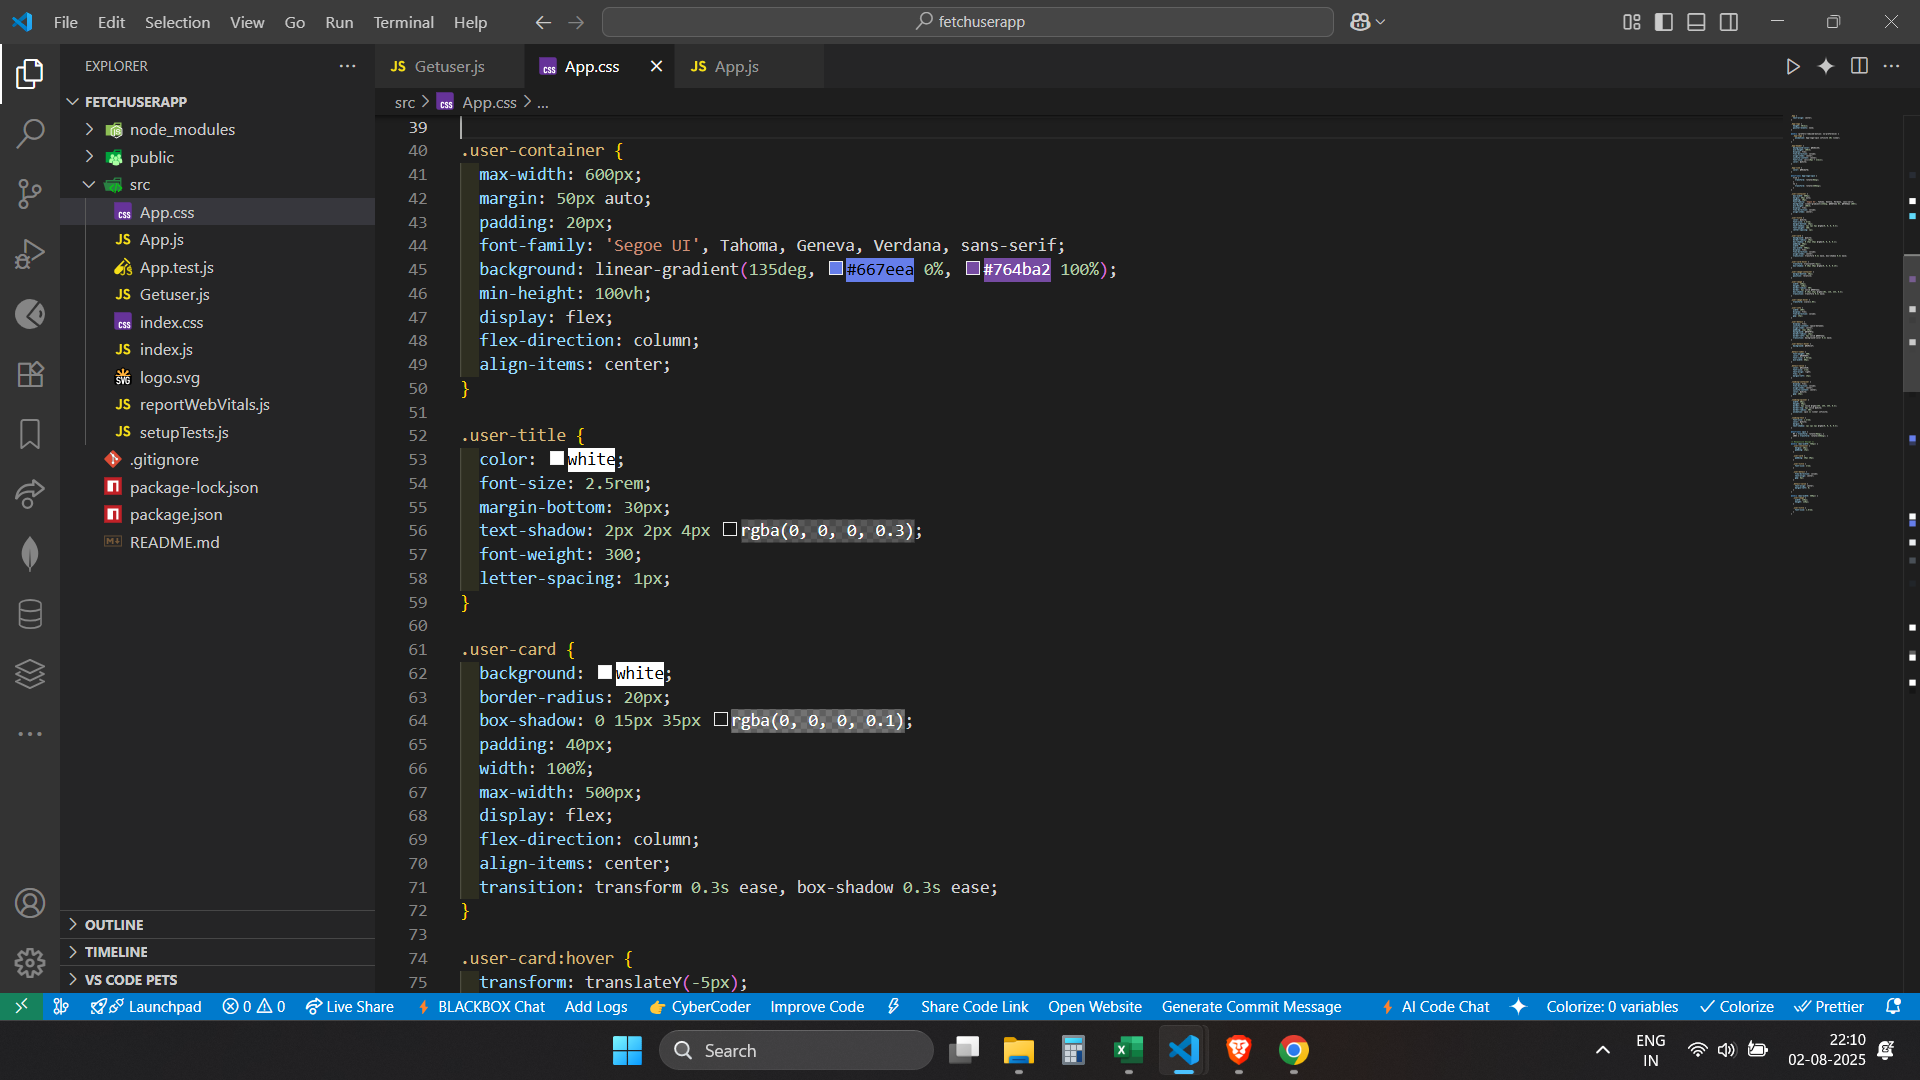 File Edit Selection View Go Run Terminal Help
fetchuserapp
EXPLORER
JS Getuser.js
css App.css
JS App.js
src
css App.css
...
FETCHUSERAPP
node_modules
public
src
css App.css
JS App.js
App.test.js
JS Getuser.js
css index.css
JS index.js
SVG logo.svg
JS reportWebVitals.js
JS setupTests.js
.gitignore
package-lock.json
package.json
README.md
OUTLINE
TIMELINE
VS CODE PETS
39
40 .user-container {
41 max-width: 600px;
42 margin: 50px auto;
43 padding: 20px;
44 font-family: 'Segoe UI', Tahoma, Geneva, Verdana, sans-serif;
45 background: linear-gradient(135deg, #667eea 0%, #764ba2 100%);
46 min-height: 100vh;
47 display: flex;
48 flex-direction: column;
49 align-items: center;
50 }
51
52 .user-title {
53 color: white;
54 font-size: 2.5rem;
55 margin-bottom: 30px;
56 text-shadow: 2px 2px 4px rgba(0, 0, 0, 0.3);
57 font-weight: 300;
58 letter-spacing: 1px;
59 }
60
61 .user-card {
62 background: white;
63 border-radius: 20px;
64 box-shadow: 0 15px 35px rgba(0, 0, 0, 0.1);
65 padding: 40px;
66 width: 100%;
67 max-width: 500px;
68 display: flex;
69 flex-direction: column;
70 align-items: center;
71 transition: transform 0.3s ease, box-shadow 0.3s ease;
72 }
73
74 .user-card:hover {
75 transform: translateY(-5px);
Launchpad 0 0 Live Share BLACKBOX Chat Add Logs CyberCoder Improve Code Share Code Link Open Website Generate Commit Message AI Code Chat Colorize: 0 variables Colorize Prettier
Search
ENG
IN
22:10
02-08-2025